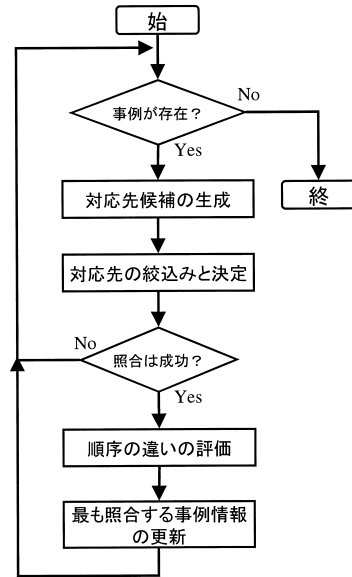 始
事例が存在?
No
Yes
対応先候補の生成
終
対応先の絞込みと決定
No
照合は成功?
Yes
順序の違いの評価
最も照合する事例情報
の更新